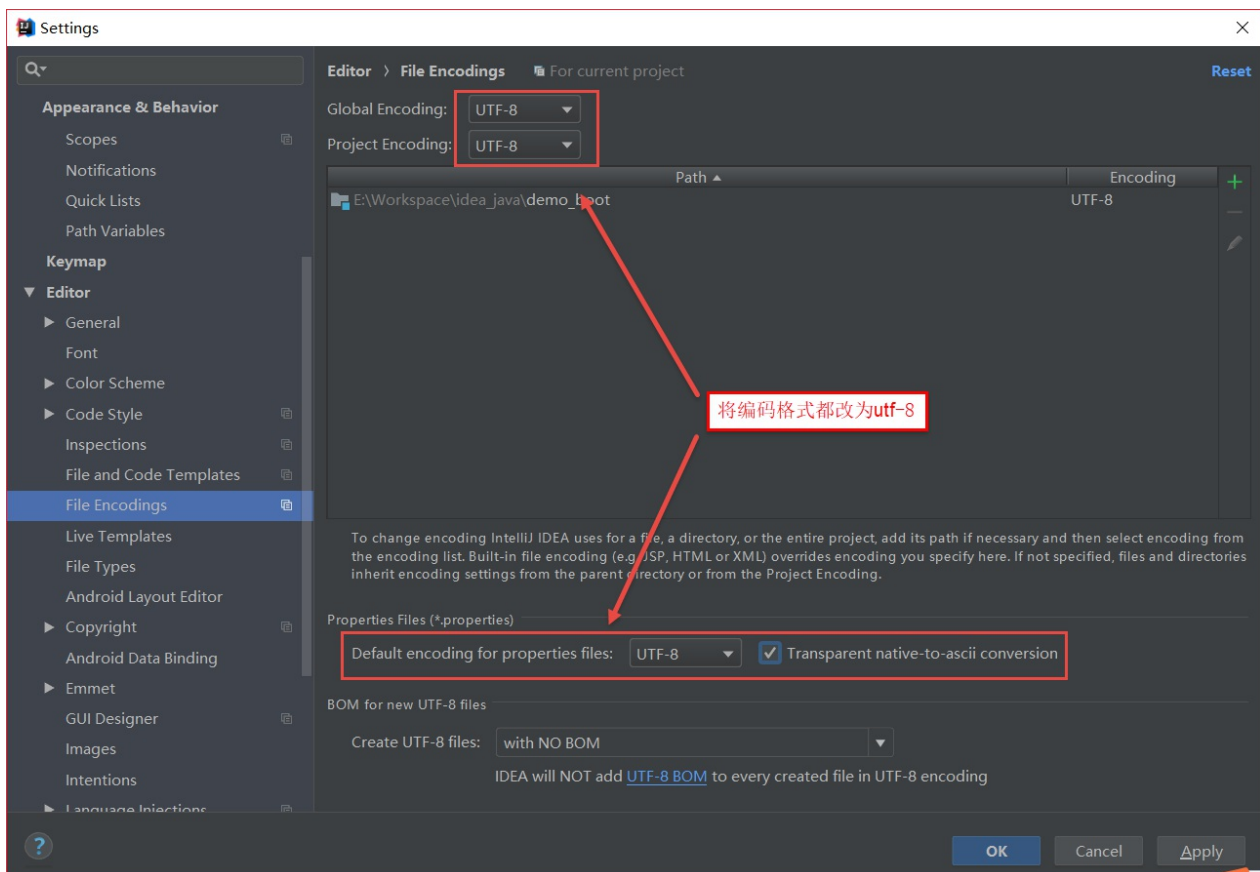 Settings
Editor › File Encodings For current project Reset
Appearance & Behavior
Scopes
Notifications
Quick Lists
Path Variables
Keymap
Editor
General
Font
Color Scheme
Code Style
Inspections
File and Code Templates
File Encodings
Live Templates
File Types
Android Layout Editor
Copyright
Android Data Binding
Emmet
GUI Designer
Images
Intentions
Language Injections
Global Encoding: UTF-8
Project Encoding: UTF-8
Path Encoding
E:\Workspace\idea_java\demo_boot UTF-8
将编码格式都改为utf-8
To change encoding IntelliJ IDEA uses for a file, a directory, or the entire project, add its path if necessary and then select encoding from
the encoding list. Built-in file encoding (e.g. JSP, HTML or XML) overrides encoding you specify here. If not specified, files and directories
inherit encoding settings from the parent directory or from the Project Encoding.
Properties Files (*.properties)
Default encoding for properties files: UTF-8 Transparent native-to-ascii conversion
BOM for new UTF-8 files
Create UTF-8 files: with NO BOM
IDEA will NOT add UTF-8 BOM to every created file in UTF-8 encoding
?
OK Cancel Apply